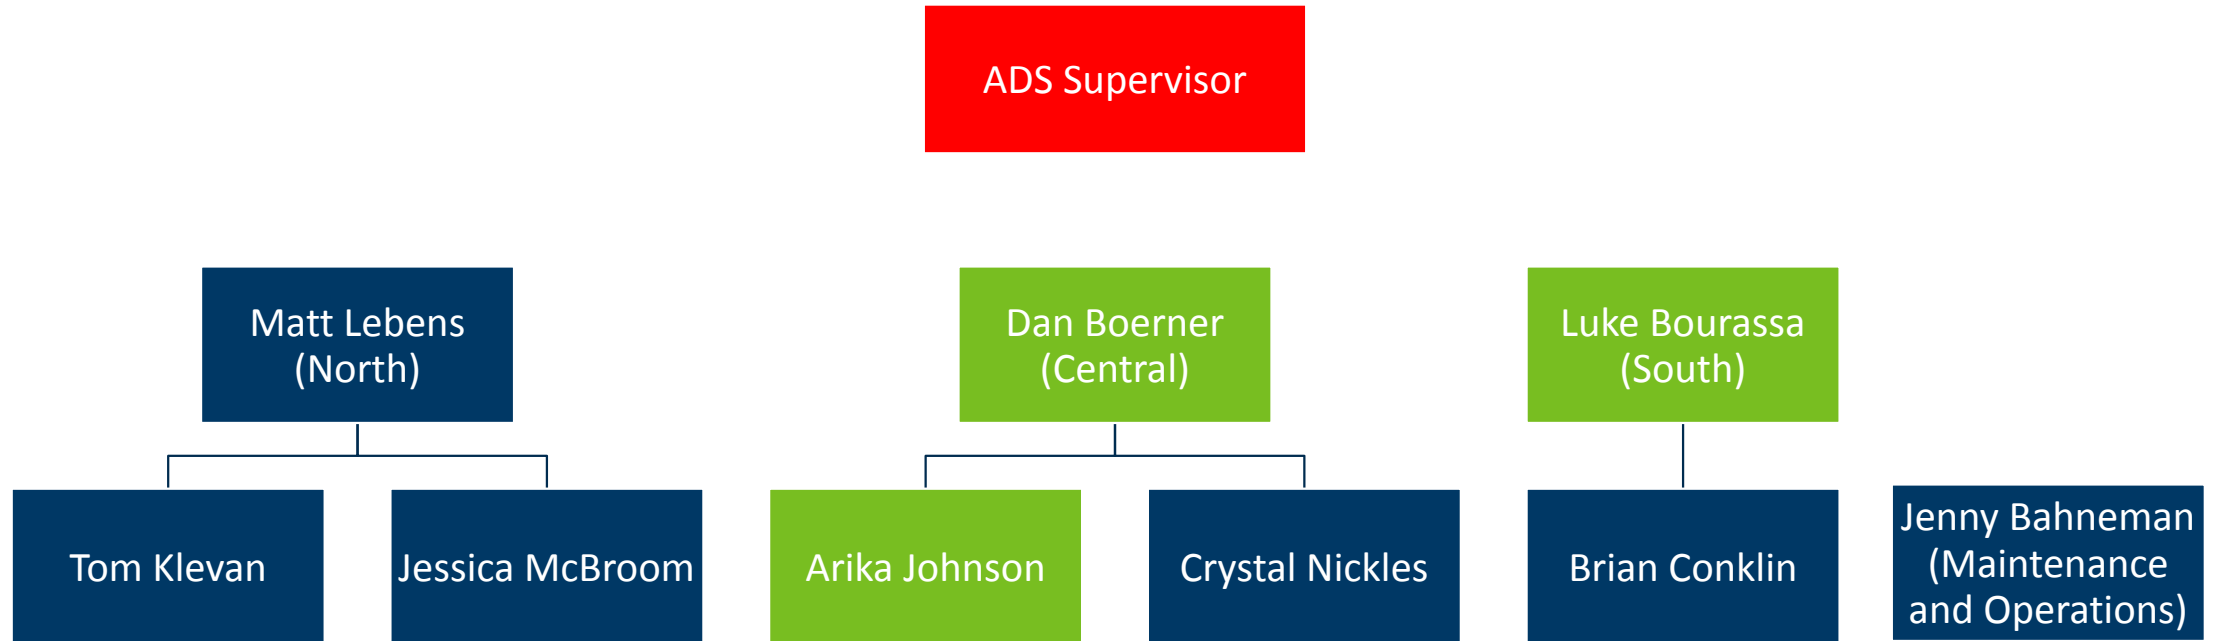 ADS Supervisor
Matt Lebens
(North)
Dan Boerner
(Central)
Luke Bourassa
(South)
Tom Klevan
Jessica McBroom
Arika Johnson
Crystal Nickles
Brian Conklin
Jenny Bahneman
(Maintenance
and Operations)